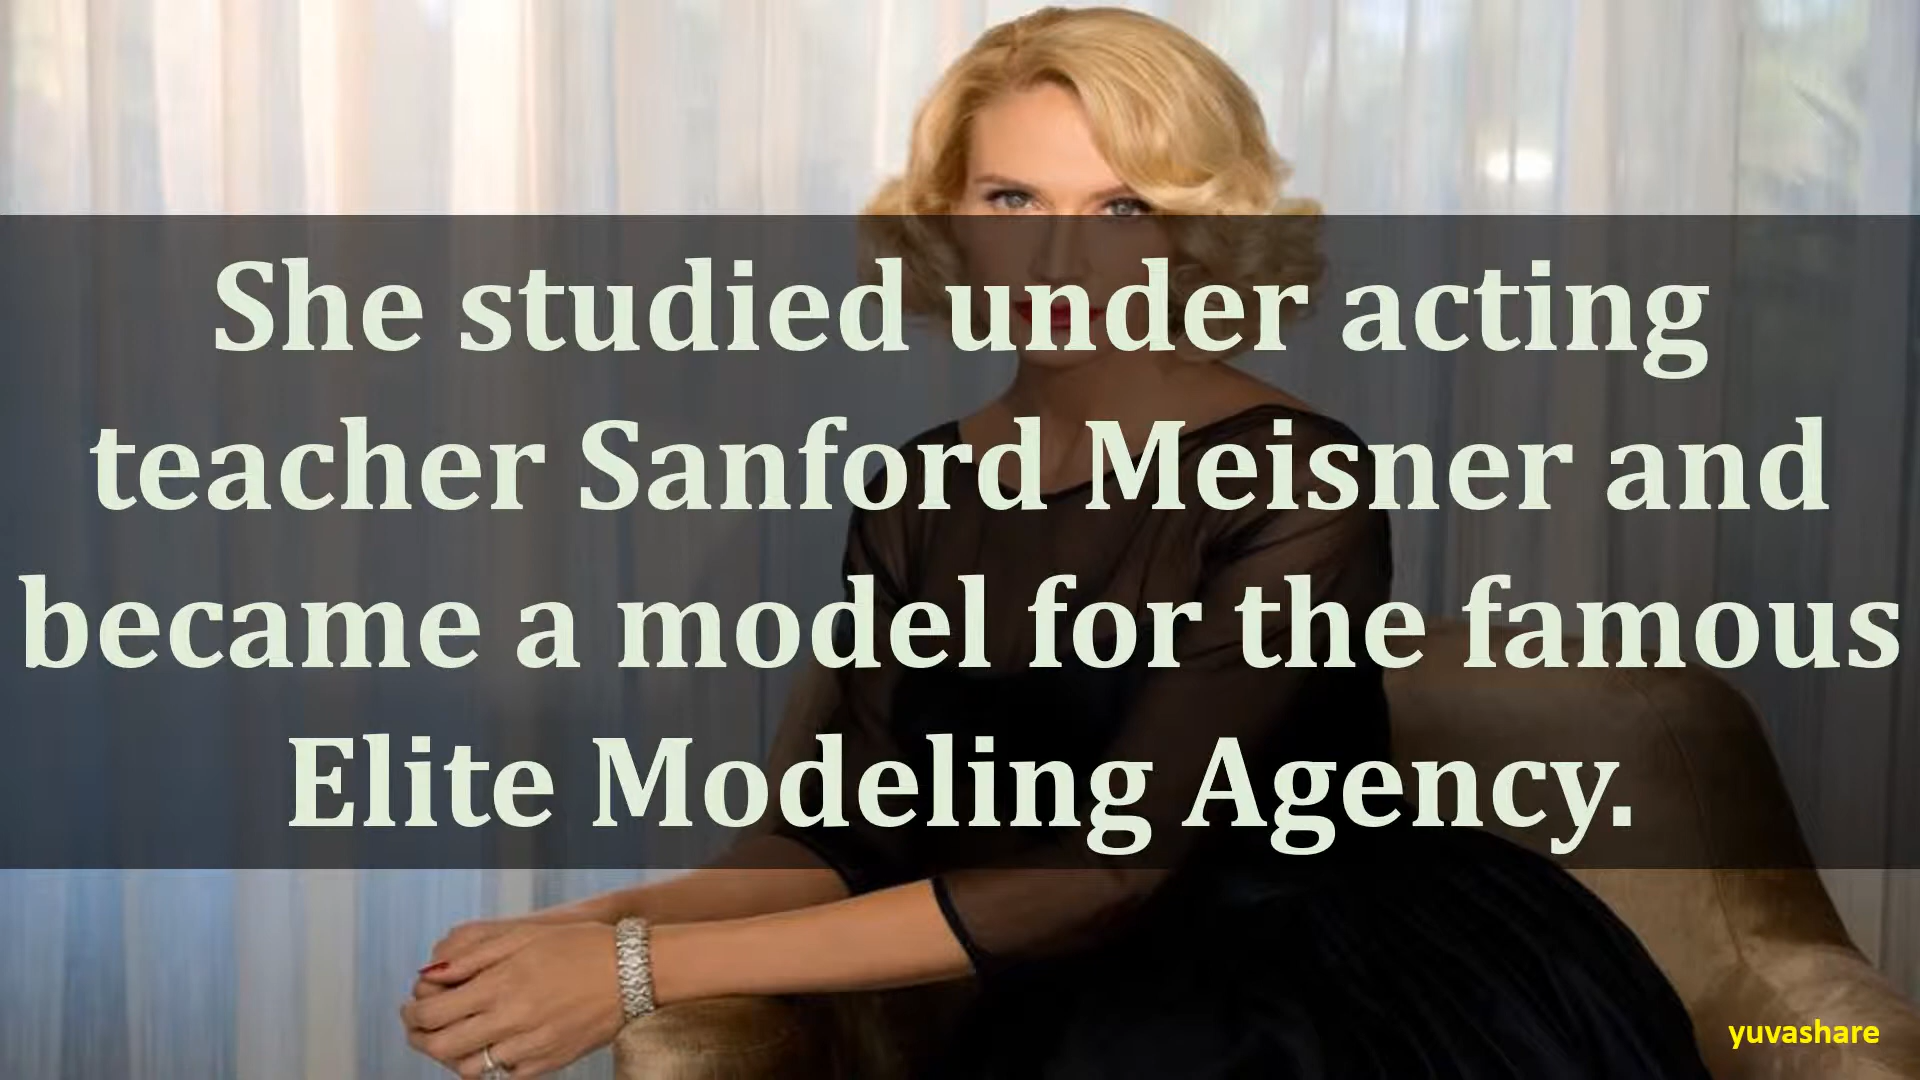 She studied under acting
teacher Sanford Meisner and
became a model for the famous
Elite Modeling Agency.
yuvashare